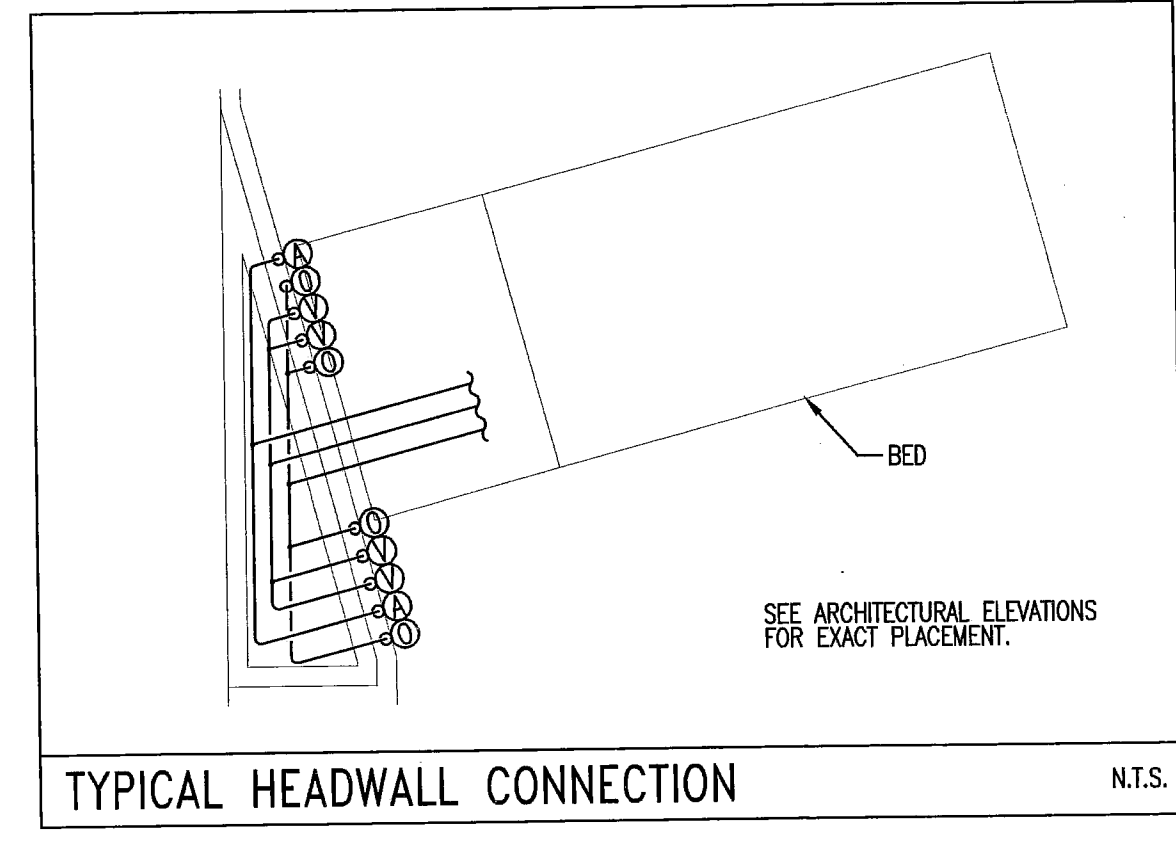 A
O
V
V
O
O
V
V
A
O
BED
SEE ARCHITECTURAL ELEVATIONS
FOR EXACT PLACEMENT.
TYPICAL HEADWALL CONNECTION
N.T.S.